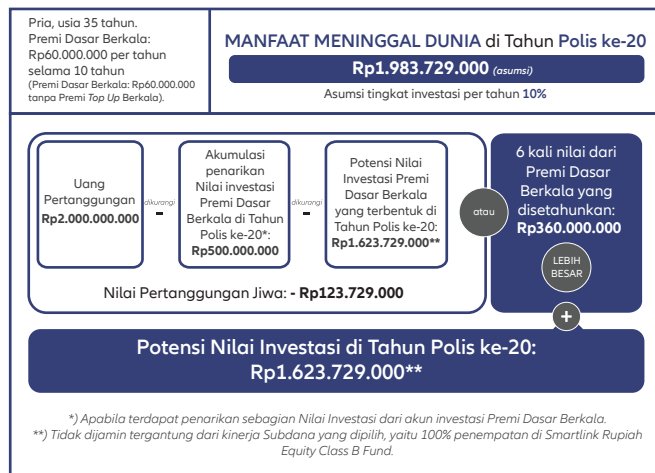 Pria, usia 35 tahun.
Premi Dasar Berkala:
Rp60.000.000 per tahun
selama 10 tahun
(Premi Dasar Berkala: Rp60.000.000
tanpa Premi Top Up Berkala).
MANFAAT MENINGGAL DUNIA di Tahun Polis ke-20
Rp1.983.729.000 (asumsi)
Asumsi tingkat investasi per tahun 10%
Uang
Pertanggungan
Rp2.000.000.000
dikurangi
-
Akumulasi
penarikan
Nilai investasi
Premi Dasar
Berkala di Tahun
Polis ke-20*:
Rp500.000.000
dikurangi
-
Potensi Nilai
Investasi Premi
Dasar Berkala
yang terbentuk di
Tahun Polis ke-20:
Rp1.623.729.000**
Nilai Pertanggungan Jiwa: - Rp123.729.000
atau
6 kali nilai dari
Premi Dasar
Berkala yang
disetahunkan:
Rp360.000.000
LEBIH
BESAR
+
Potensi Nilai Investasi di Tahun Polis ke-20:
Rp1.623.729.000**
*) Apabila terdapat penarikan sebagian Nilai Investasi dari akun investasi Premi Dasar Berkala.
**) Tidak dijamin tergantung dari kinerja Subdana yang dipilih, yaitu 100% penempatan di Smartlink Rupiah
Equity Class B Fund.